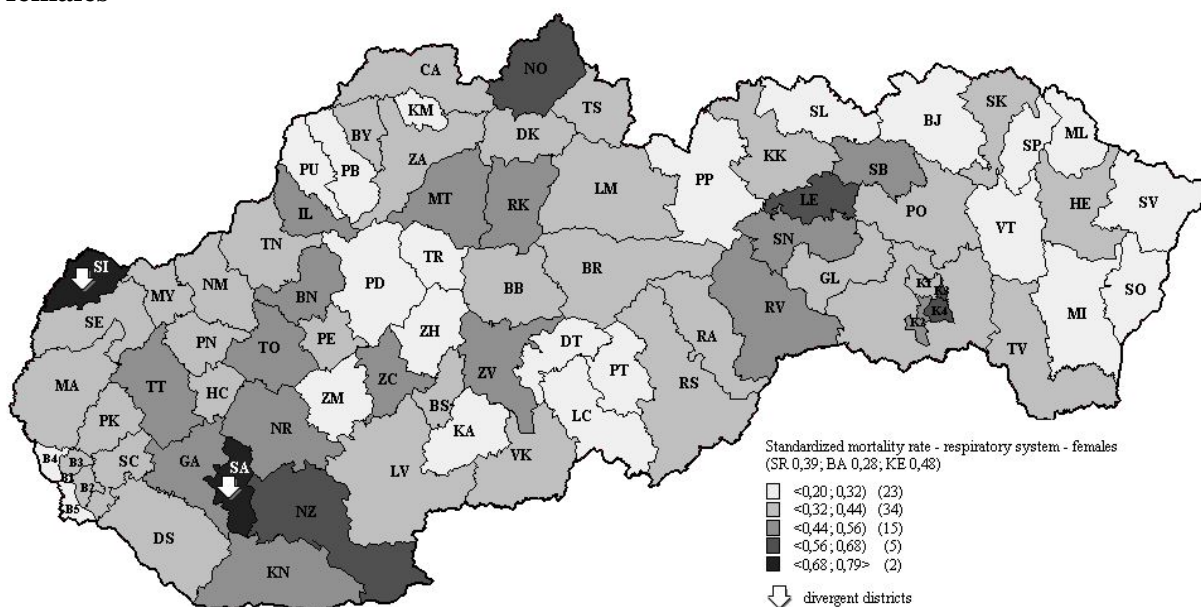 females
CA
NO
KM
TS
BY
DK
SL
BJ
SK
ML
SP
PU
PB
ZA
KK
SB
PP
LM
MT
RK
LE
PO
HE
SV
IL
VT
TN
SN
SI
TR
BR
NM
PD
BB
GL
MY
BN
RV
SO
SE
K3
K4
K2
MI
PN
TO
PE
ZH
DT
RA
TV
MA
TT
HC
ZM
ZC
ZV
PT
RS
PK
BS
LC
NR
KA
B4
B3
SC
GA
SA
LV
VK
B1
B2
B5
NZ
DS
KN
Standardized mortality rate - respiratory system - females
(SR 0,39; BA 0,28; KE 0,48)
<0,20 ; 0,32) (23)
<0,32 ; 0,44) (34)
<0,44 ; 0,56) (15)
<0,56 ; 0,68) (5)
<0,68 ; 0,79> (2)
divergent districts